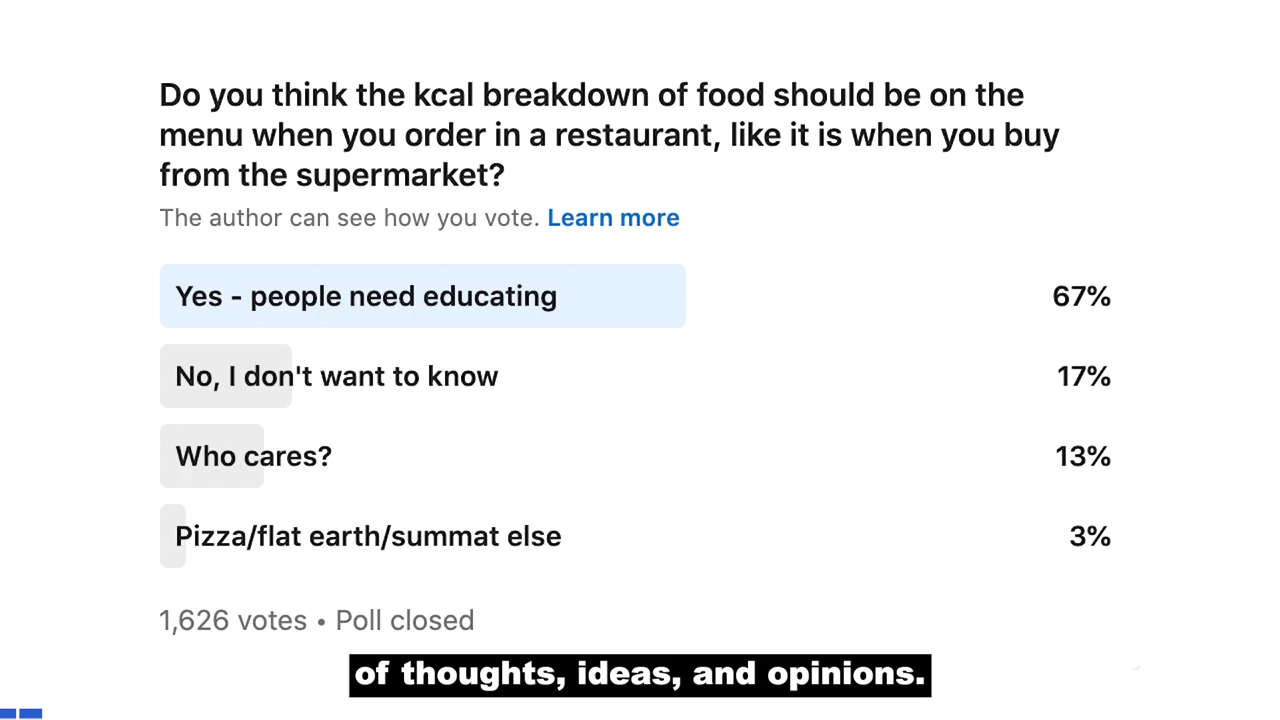 Do you think the kcal breakdown of food should be on the
menu when you order in a restaurant, like it is when you buy
from the supermarket?
The author can see how you vote. Learn more
Yes - people need educating 67%
No, I don't want to know 17%
Who cares? 13%
Pizza/flat earth/summat else 3%
1,626 votes • Poll closed
of thoughts, ideas, and opinions.